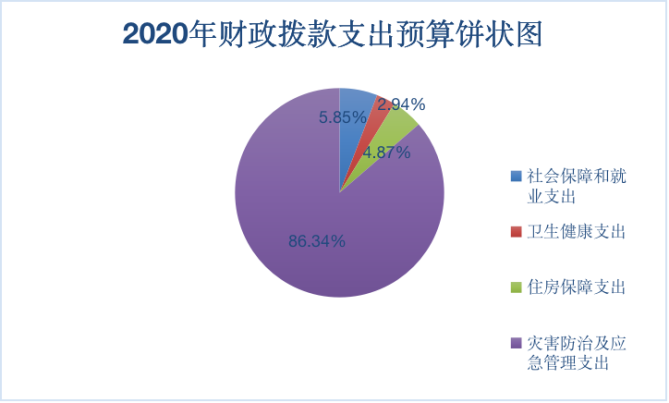 2020年财政拨款支出预算饼状图
5.85%
2.94%
4.87%
86.34%
社会保障和就
业支出
卫生健康支出
住房保障支出
灾害防治及应
急管理支出